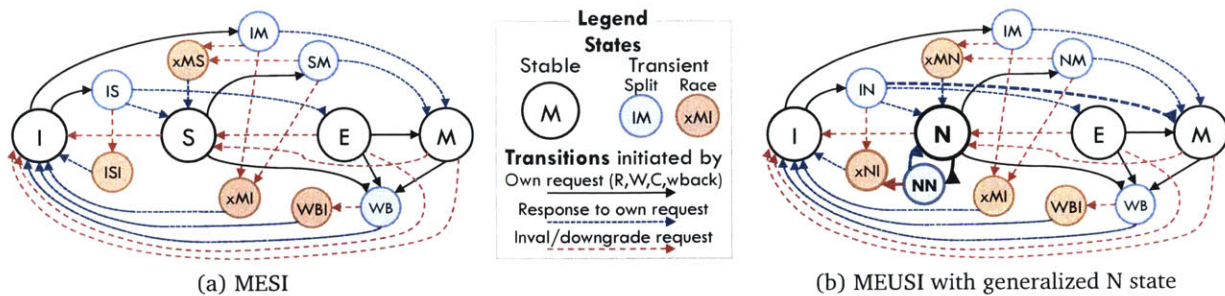 IM
xMS
SM
IS
I
S
E
M
ISI
xMI
WBI
WB
(a) MESI
Legend
States
Stable
Transient
Split
Race
M
IM
xMI
Transitions initiated by
Own request (R,W,C,wback)
Response to own request
Inval/downgrade request
IM
xMN
NM
IN
I
N
E
M
xNI
NN
xMI
WBI
WB
(b) MEUSI with generalized N state